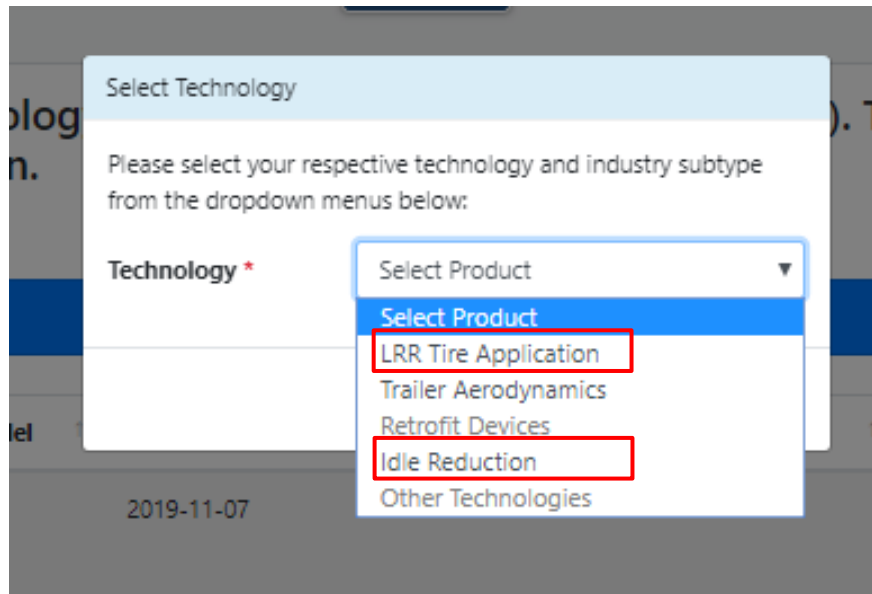 Select Technology
). T
n.
Please select your respective technology and industry subtype
from the dropdown menus below:
Technology *
Select Product ▼
Select Product
LRR Tire Application
Trailer Aerodynamics
Retrofit Devices
Idle Reduction
Other Technologies
2019-11-07